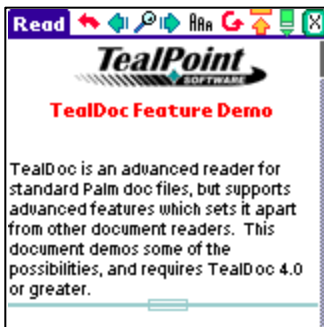 Read AAA
TealPoint
SOFTWARE
TealDoc Feature Demo
TealDoc is an advanced reader for
standard Palm doc files, but supports
advanced features which sets it apart
from other document readers. This
document demos some of the
possibilities, and requires TealDoc 4.0
or greater.